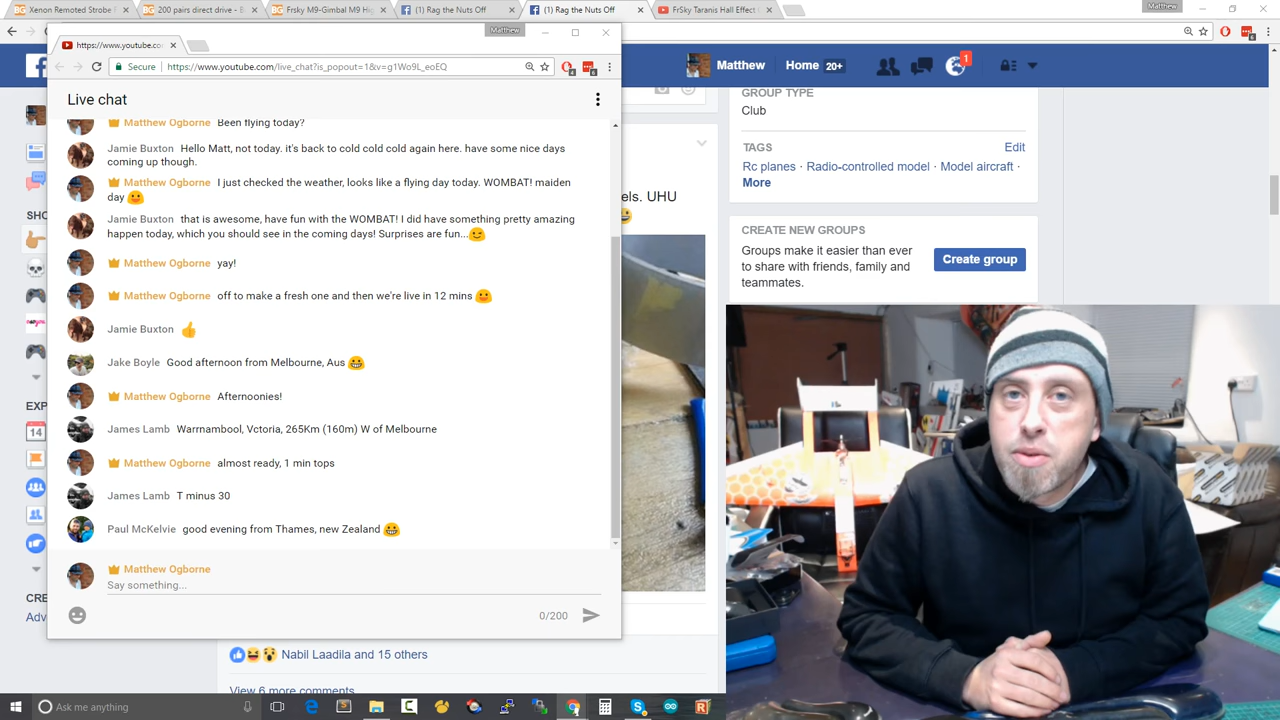 Xenon Remoted Strobe
200 pairs direct drive - E
Frsky M9-Gimbal M9 Hig
(1) Rag the Nuts Off
(1) Rag the Nuts Off
FrSky Taranis Hall Effect
Matthew
Matthew
https://www.youtube.co
Secure
https://www.youtube.com/live_chat?is_popout=1&v=g1Wo9L_eoEQ
Matthew
Home
20+
1
Live chat
Matthew Ogborne Been flying today?
Jamie Buxton Hello Matt, not today. it's back to cold cold cold again here. have some nice days
coming up though.
Matthew Ogborne I just checked the weather, looks like a flying day today. WOMBAT! maiden
day
Jamie Buxton that is awesome, have fun with the WOMBAT! I did have something pretty amazing
happen today, which you should see in the coming days! Surprises are fun...
Matthew Ogborne yay!
Matthew Ogborne off to make a fresh one and then we're live in 12 mins
Jamie Buxton
Jake Boyle Good afternoon from Melbourne, Aus
Matthew Ogborne Afternoonies!
James Lamb Warrnambool, Vctoria, 265Km (160m) W of Melbourne
Matthew Ogborne almost ready, 1 min tops
James Lamb T minus 30
Paul McKelvie good evening from Thames, new Zealand
Matthew Ogborne
Say something...
0/200
SHO
EXP
14
CRE
Adv
els. UHU
GROUP TYPE
Club
TAGS
Edit
Rc planes · Radio-controlled model · Model aircraft ·
More
CREATE NEW GROUPS
Groups make it easier than ever
to share with friends, family and
teammates.
Create group
Nabil Laadila and 15 others
View 6 more comments
Ask me anything